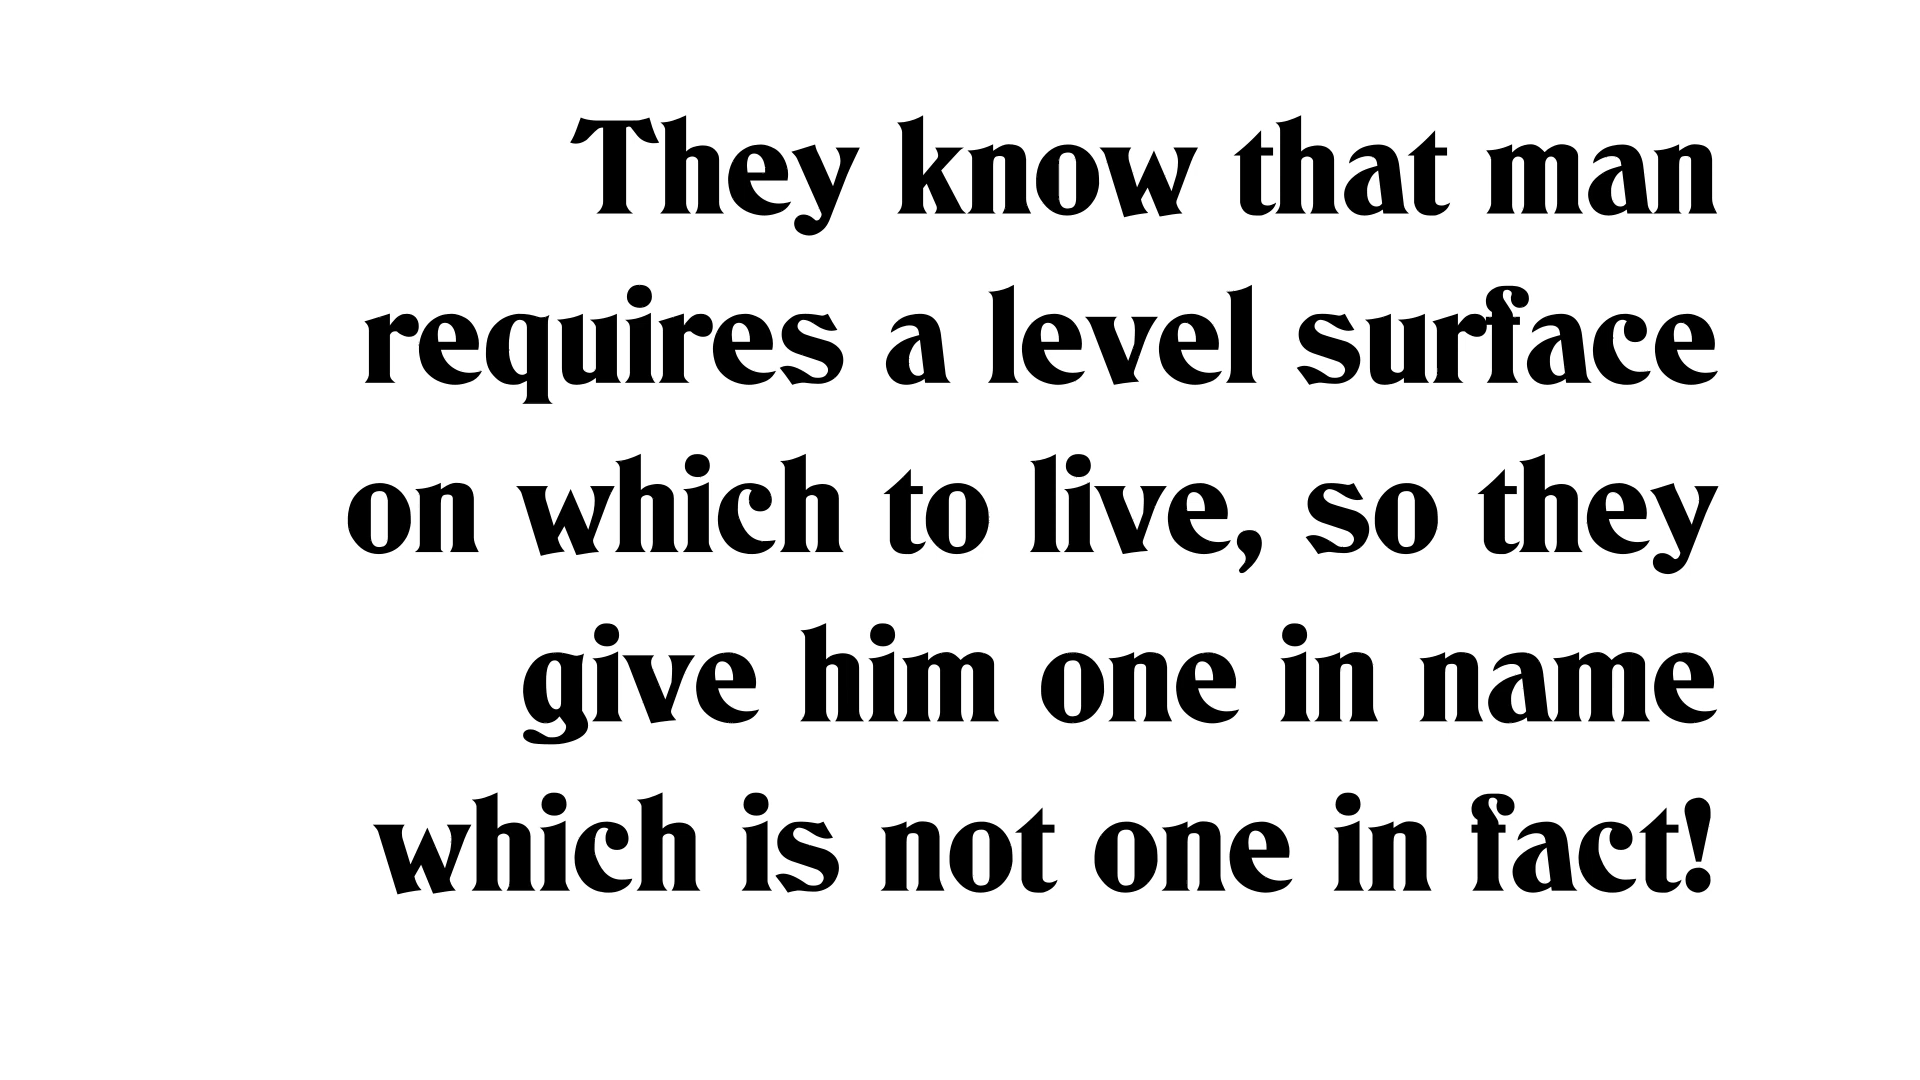 They know that man
requires a level surface
on which to live, so they
give him one in name
which is not one in fact!